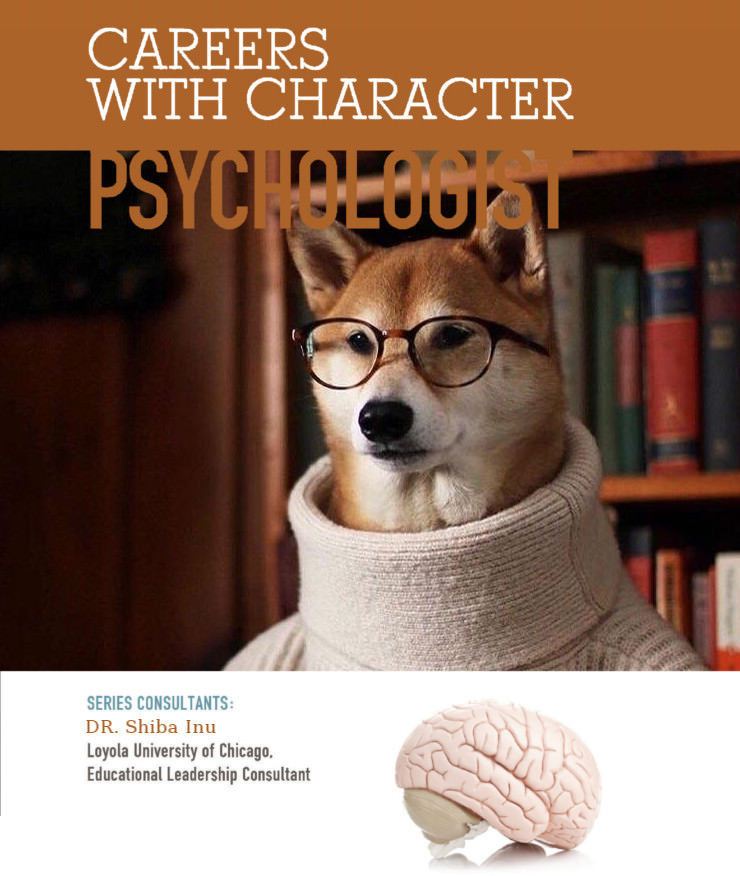 CAREERS
WITH CHARACTER
PSYCHOLOGIST
SERIES CONSULTANTS:
DR. Shiba Inu
Loyola University of Chicago,
Educational Leadership Consultant